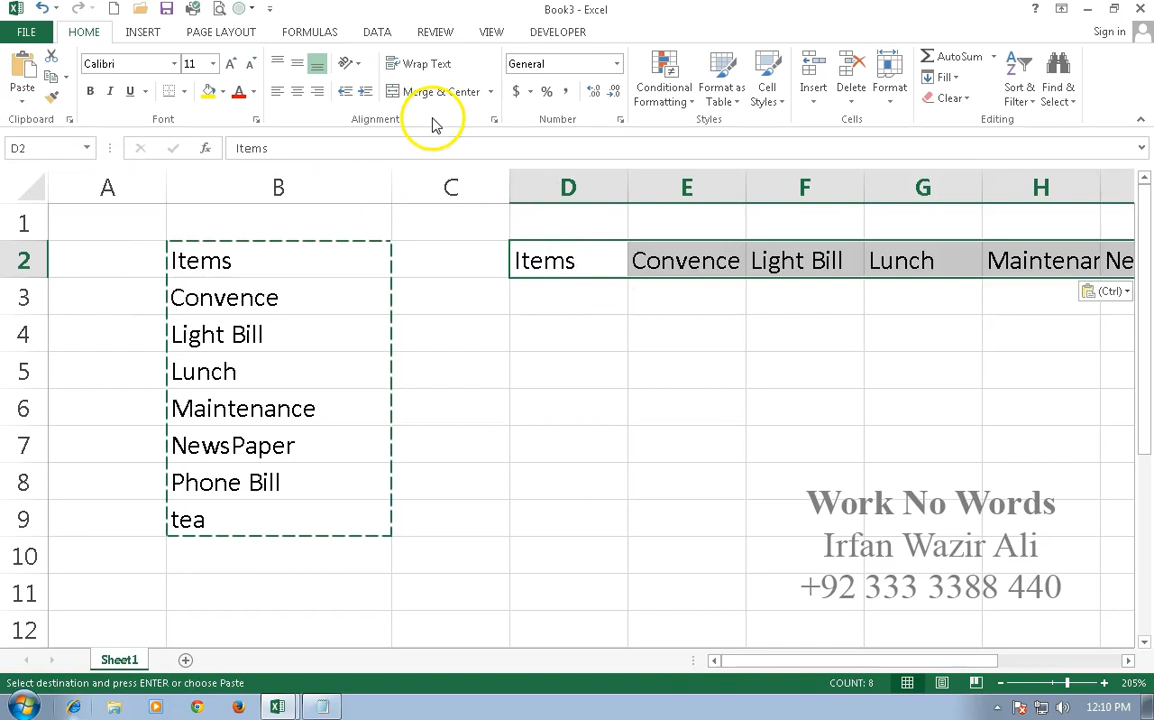 Book3 - Excel
FILE HOME INSERT PAGE LAYOUT FORMULAS DATA REVIEW VIEW DEVELOPER Sign in
Calibri 11 Wrap Text General AutoSum
Paste Conditional Formatting Format as Table Cell Styles Insert Delete Format Fill Sort & Filter Find & Select
B I U A Merge & Center $ % , Clear
Clipboard Font Alignment Number Styles Cells Editing
D2 fx Items
A B C D E F G H
1
2 Items Items Convence Light Bill Lunch Maintenar Ne
3 Convence (Ctrl)
4 Light Bill
5 Lunch
6 Maintenance
7 NewsPaper
8 Phone Bill
9 tea
10
11
12
Work No Words
Irfan Wazir Ali
+92 333 3388 440
Sheet1
Select destination and press ENTER or choose Paste COUNT: 8 205%
12:10 PM